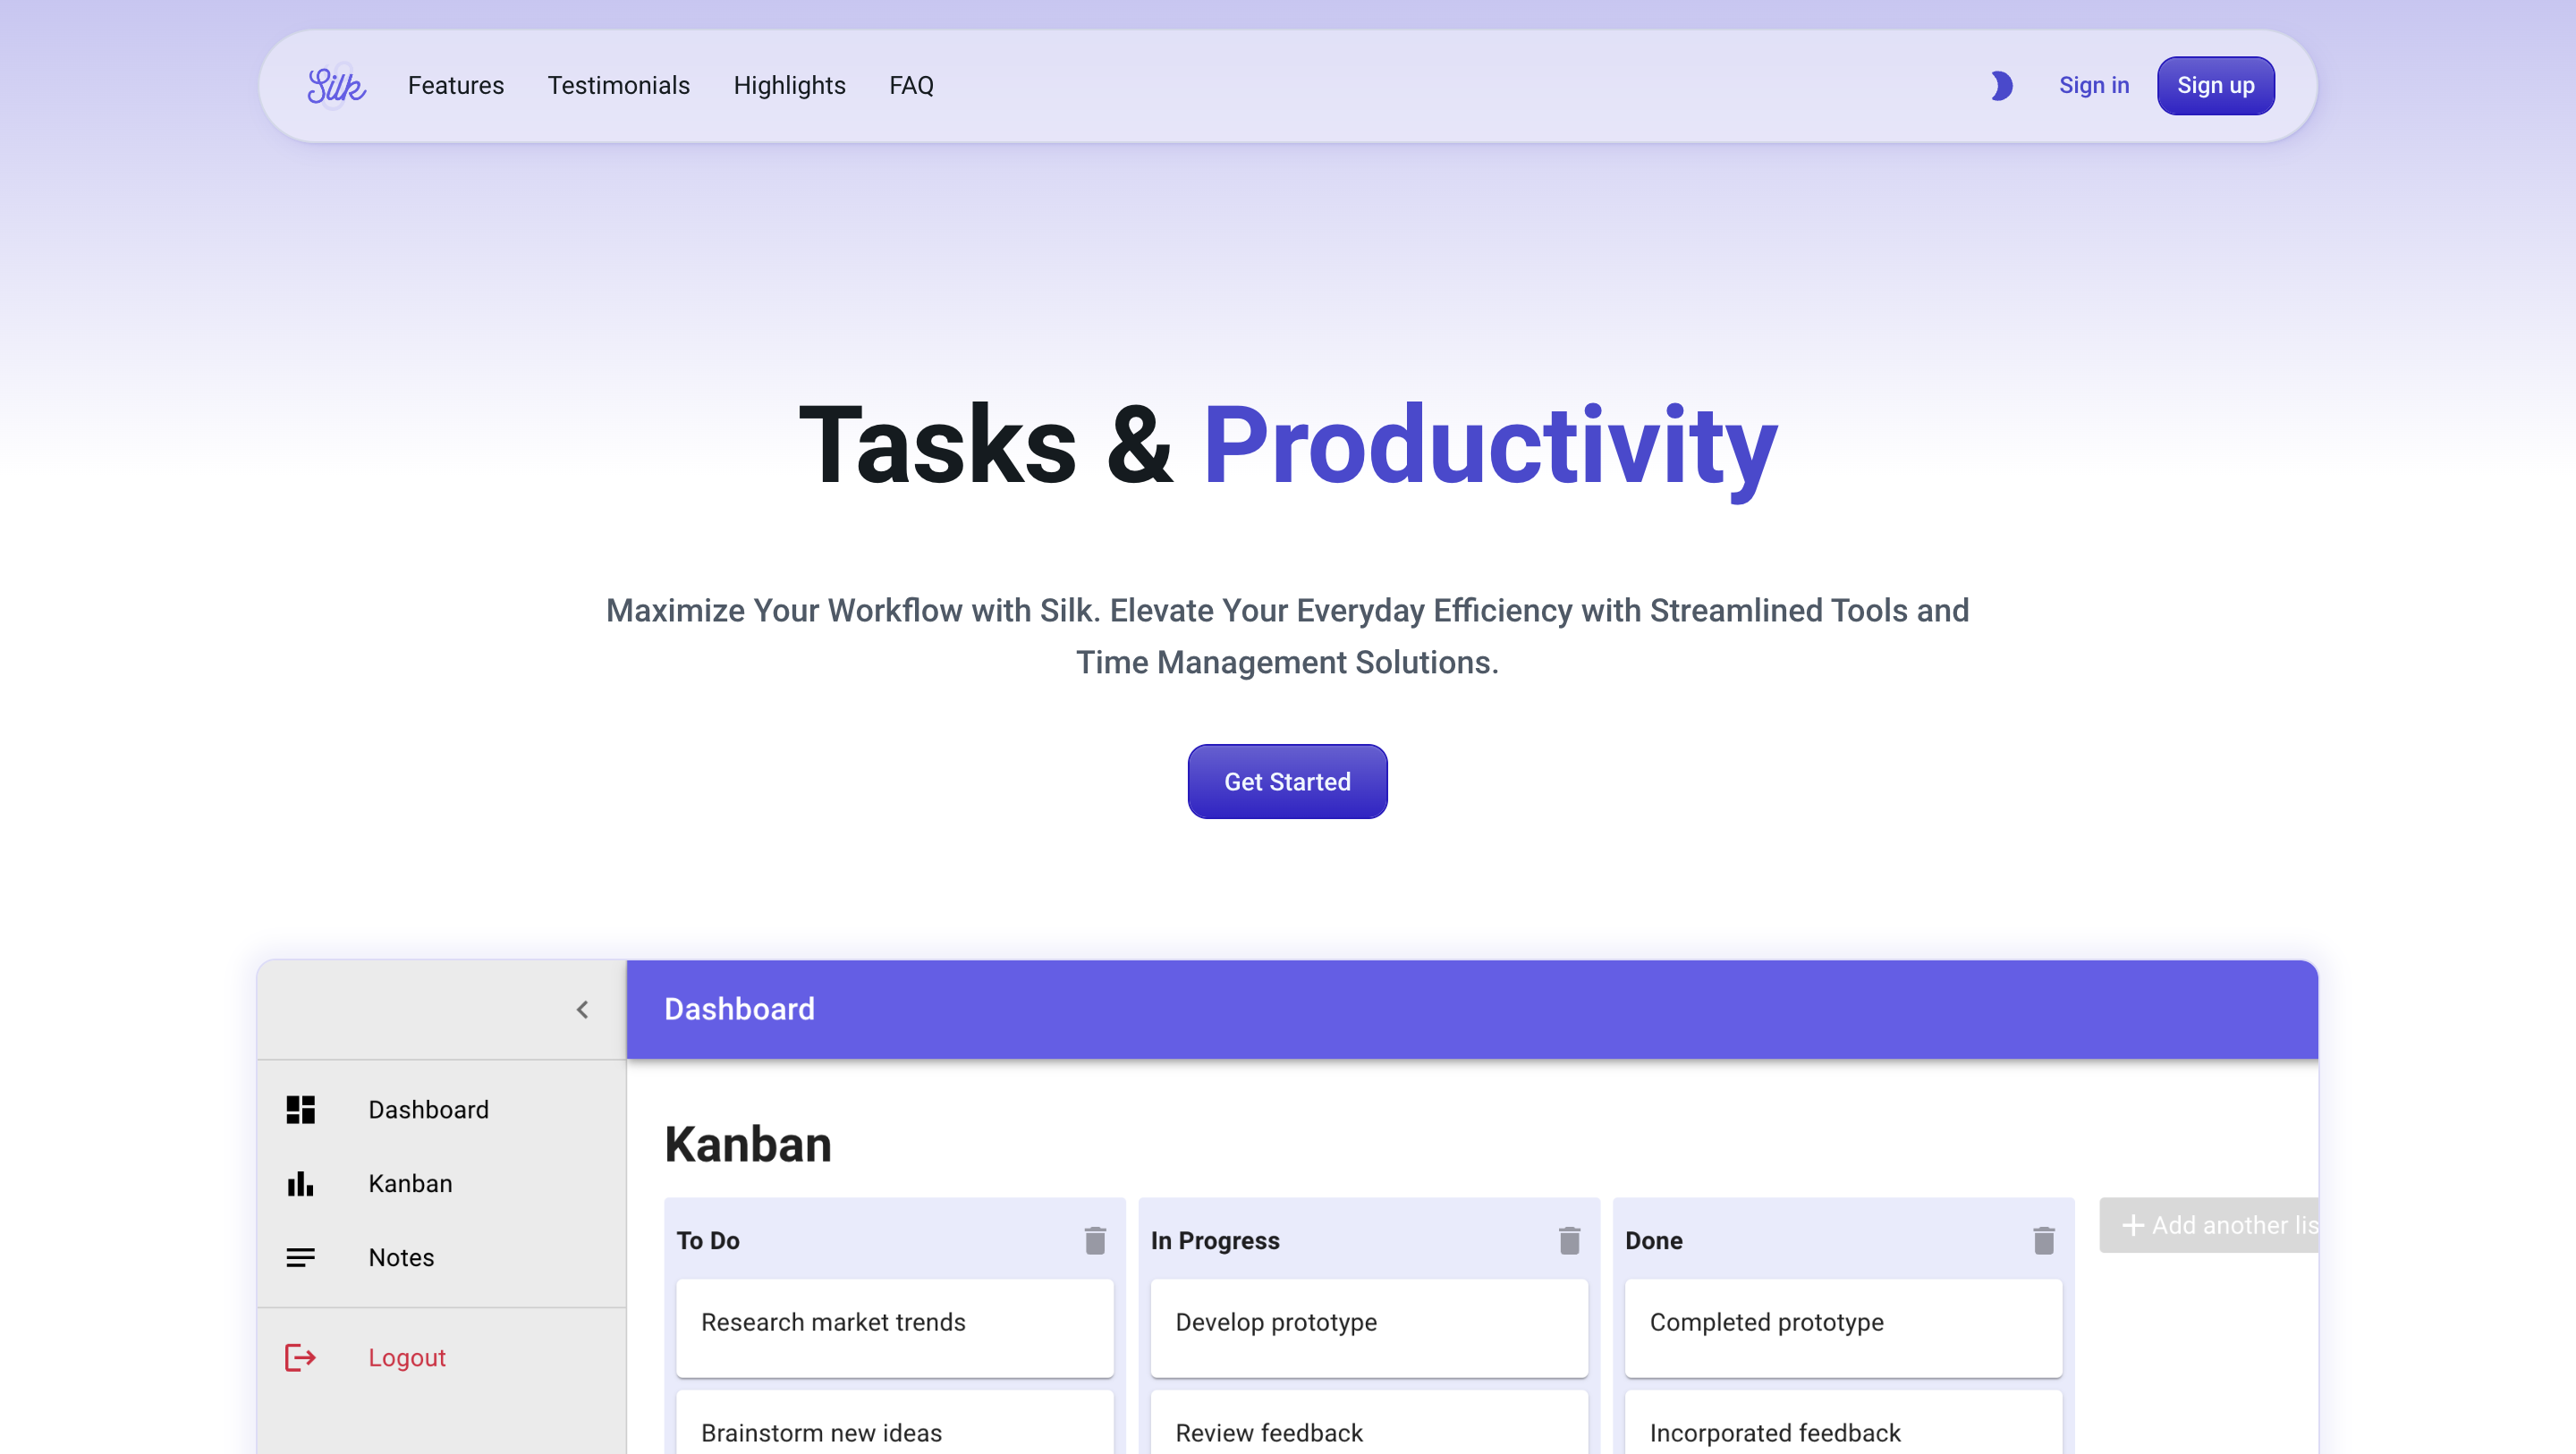 Silk
Features
Testimonials
Highlights
FAQ
Sign in
Sign up
Tasks & Productivity
Maximize Your Workflow with Silk. Elevate Your Everyday Efficiency with Streamlined Tools and
Time Management Solutions.
Get Started
Dashboard
Dashboard
Kanban
Notes
Logout
Kanban
To Do
Research market trends
Brainstorm new ideas
In Progress
Develop prototype
Review feedback
Done
Completed prototype
Incorporated feedback
Add another lis